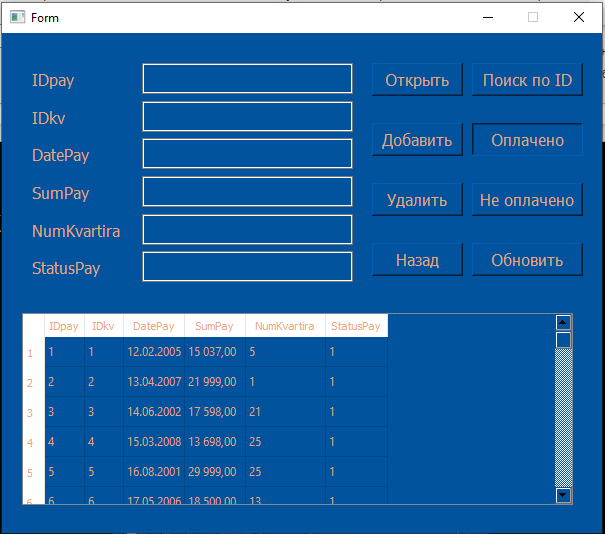 Form
IDpay Открыть Поиск по ID
IDkv
DatePay Добавить Оплачено
SumPay Удалить Не оплачено
NumKvartira
StatusPay Назад Обновить
IDpay IDkv DatePay SumPay NumKvartira StatusPay
1 1 1 12.02.2005 15 037,00 5 1
2 2 2 13.04.2007 21 999,00 1 1
3 3 3 14.06.2002 17 598,00 21 1
4 4 4 15.03.2008 13 698,00 25 1
5 5 5 16.08.2001 29 999,00 25 1
6 6 6 17.05.2006 18 500,00 13 1